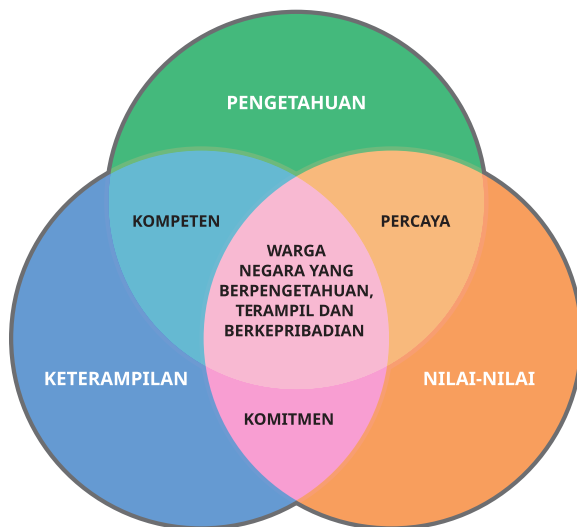 PENGETAHUAN
KOMPETEN
PERCAYA
WARGA
NEGARA YANG
BERPENGETAHUAN,
TERAMPIL DAN
BERKEPRIBADIAN
KETERAMPILAN
NILAI-NILAI
KOMITMEN